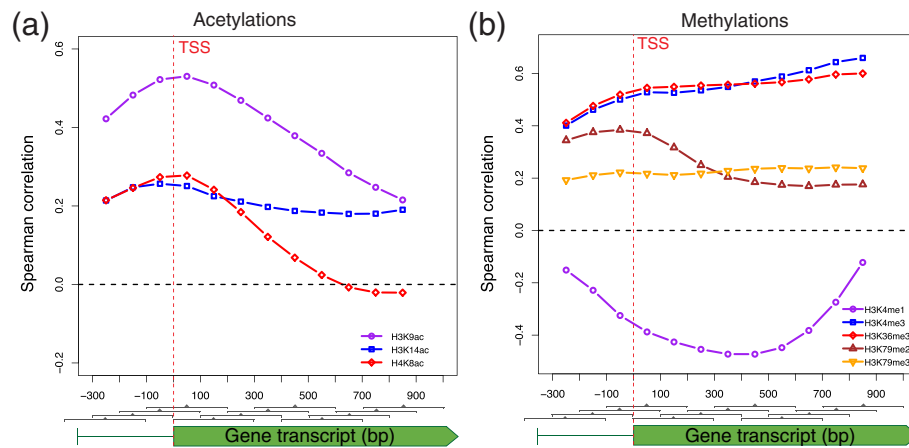 (a)
Acetylations
TSS
Spearman correlation
0.6
0.4
0.2
0.0
−0.2
H3K9ac
H3K14ac
H4K8ac
−300 −100 0 100 300 500 700 900
Gene transcript (bp)
(b)
Methylations
TSS
Spearman correlation
0.6
0.4
0.2
0.0
−0.2
−0.4
H3K4me1
H3K4me3
H3K36me3
H3K79me2
H3K79me3
−300 −100 0 100 300 500 700 900
Gene transcript (bp)